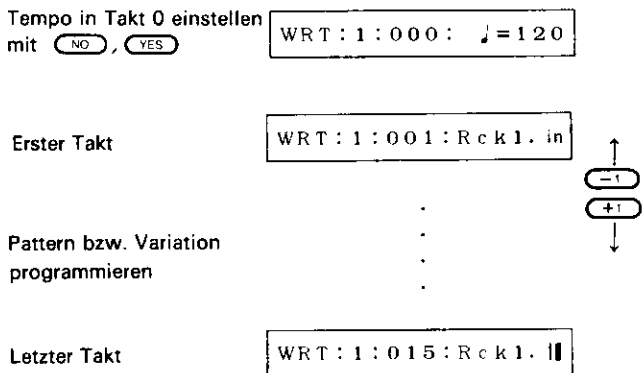 Tempo in Takt 0 einstellen
mit NO , YES
WRT:1:000: ♩=120
Erster Takt
WRT:1:001:Rck1. in
-1
+1
Pattern bzw. Variation
programmieren
Letzter Takt
WRT:1:015:Rck1. 𝄂